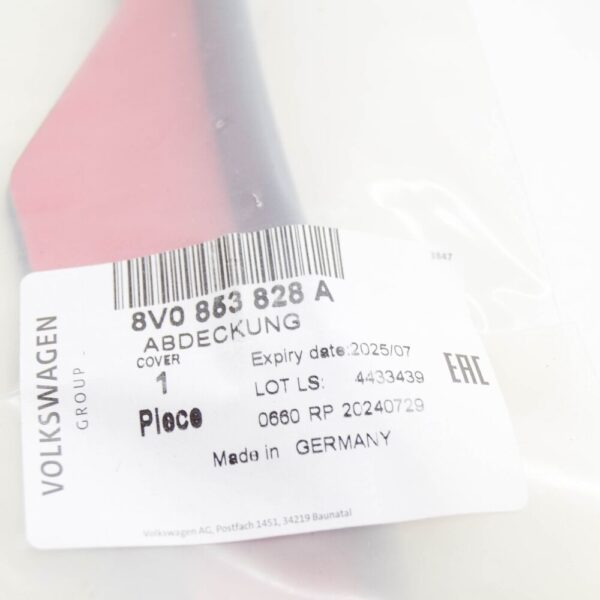 3847
8V0 853 828 A
ABDECKUNG
COVER
1
Piece
Expiry date:2025/07
LOT LS: 4433439
0660 RP 20240729
Made in GERMANY
EAC
VOLKSWAGEN
GROUP
Volkswagen AG, Postfach 1451, 34219 Baunatal